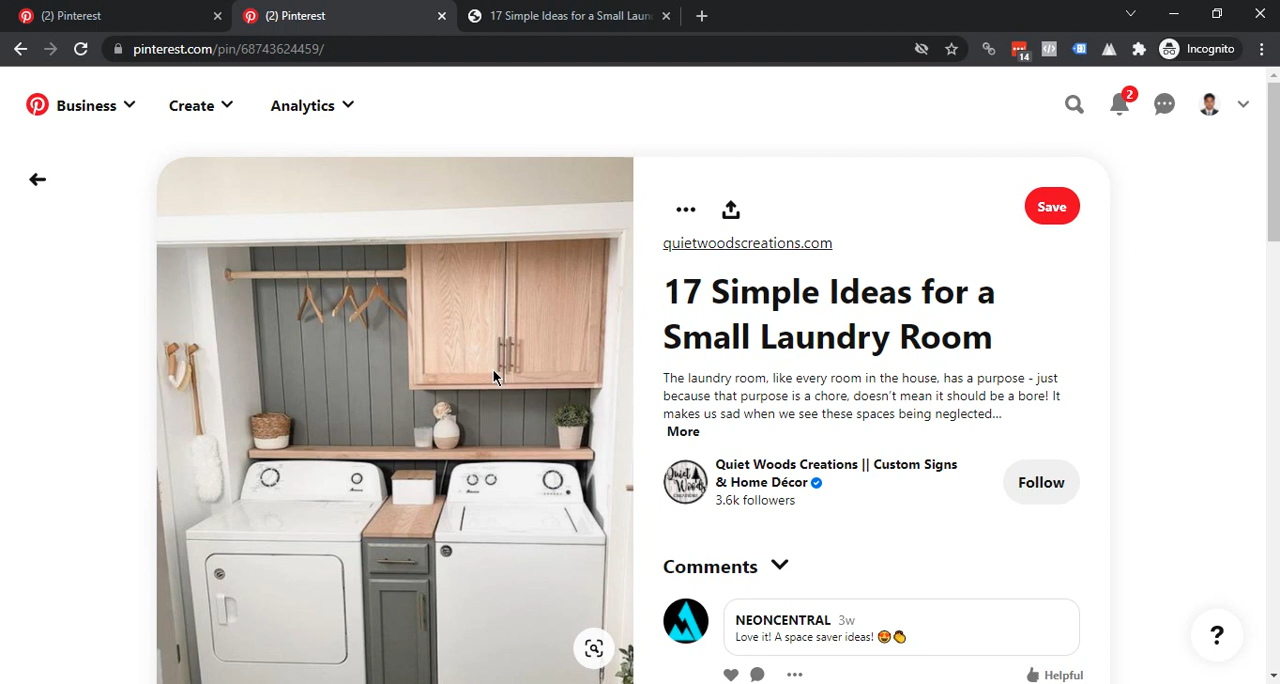 (2) Pinterest
(2) Pinterest
17 Simple Ideas for a Small Laun
pinterest.com/pin/68743624459/
14
Incognito
Business
Create
Analytics
2
Save
quietwoodscreations.com
17 Simple Ideas for a
Small Laundry Room
The laundry room, like every room in the house, has a purpose - just
because that purpose is a chore, doesn't mean it should be a bore! It
makes us sad when we see these spaces being neglected...
More
Quiet Woods Creations || Custom Signs
& Home Décor
3.6k followers
Follow
Quiet
Woods
Comments
NEONCENTRAL 3w
Love it! A space saver ideas! 😍👏
Helpful
?